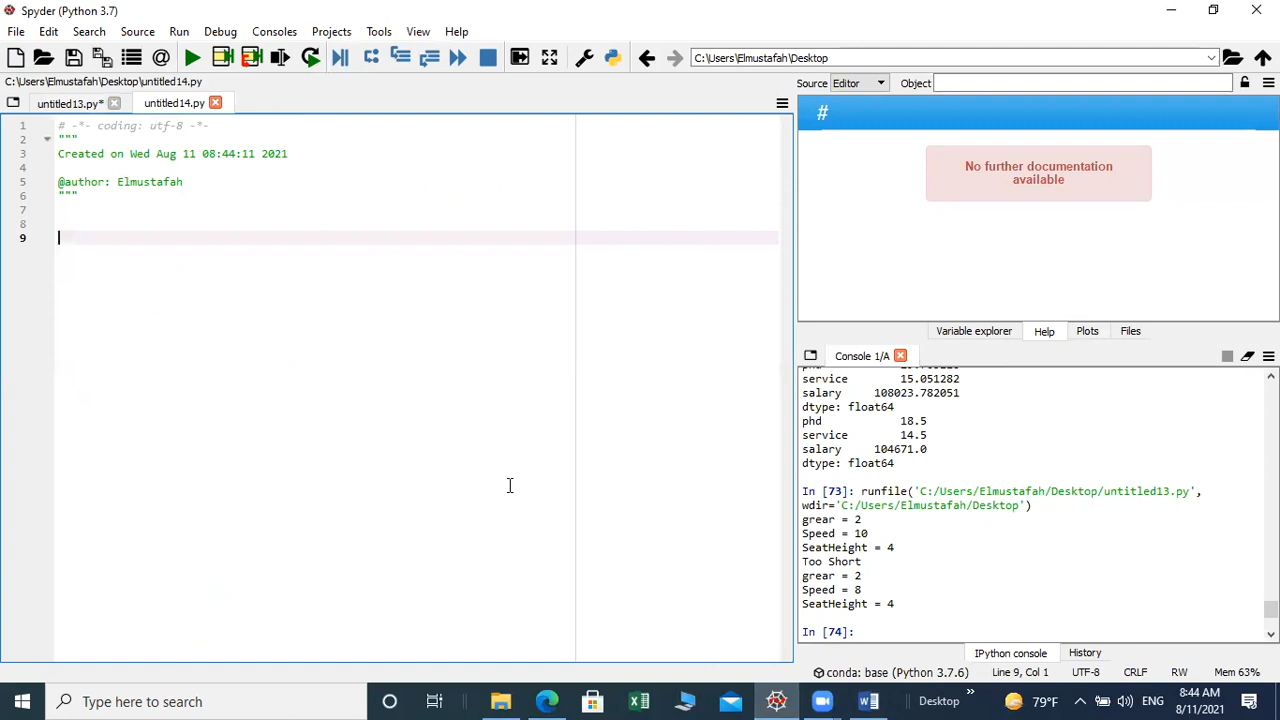 Spyder (Python 3.7)
File Edit Search Source Run Debug Consoles Projects Tools View Help
C:\Users\Elmustafah\Desktop
C:\Users\Elmustafah\Desktop\untitled14.py
Source Editor Object
untitled13.py* untitled14.py
1 # -*- coding: utf-8 -*-
2 """
3 Created on Wed Aug 11 08:44:11 2021
4
5 @author: Elmustafah
6 """
7
8
9
#
No further documentation
available
Variable explorer Help Plots Files
Console 1/A
service 15.051282
salary 108023.782051
dtype: float64
phd 18.5
service 14.5
salary 104671.0
dtype: float64
In [73]: runfile('C:/Users/Elmustafah/Desktop/untitled13.py',
wdir='C:/Users/Elmustafah/Desktop')
grear = 2
Speed = 10
SeatHeight = 4
Too Short
grear = 2
Speed = 8
SeatHeight = 4
In [74]:
IPython console History
conda: base (Python 3.7.6) Line 9, Col 1 UTF-8 CRLF RW Mem 63%
Type here to search
Desktop » 79°F ENG
8:44 AM
8/11/2021